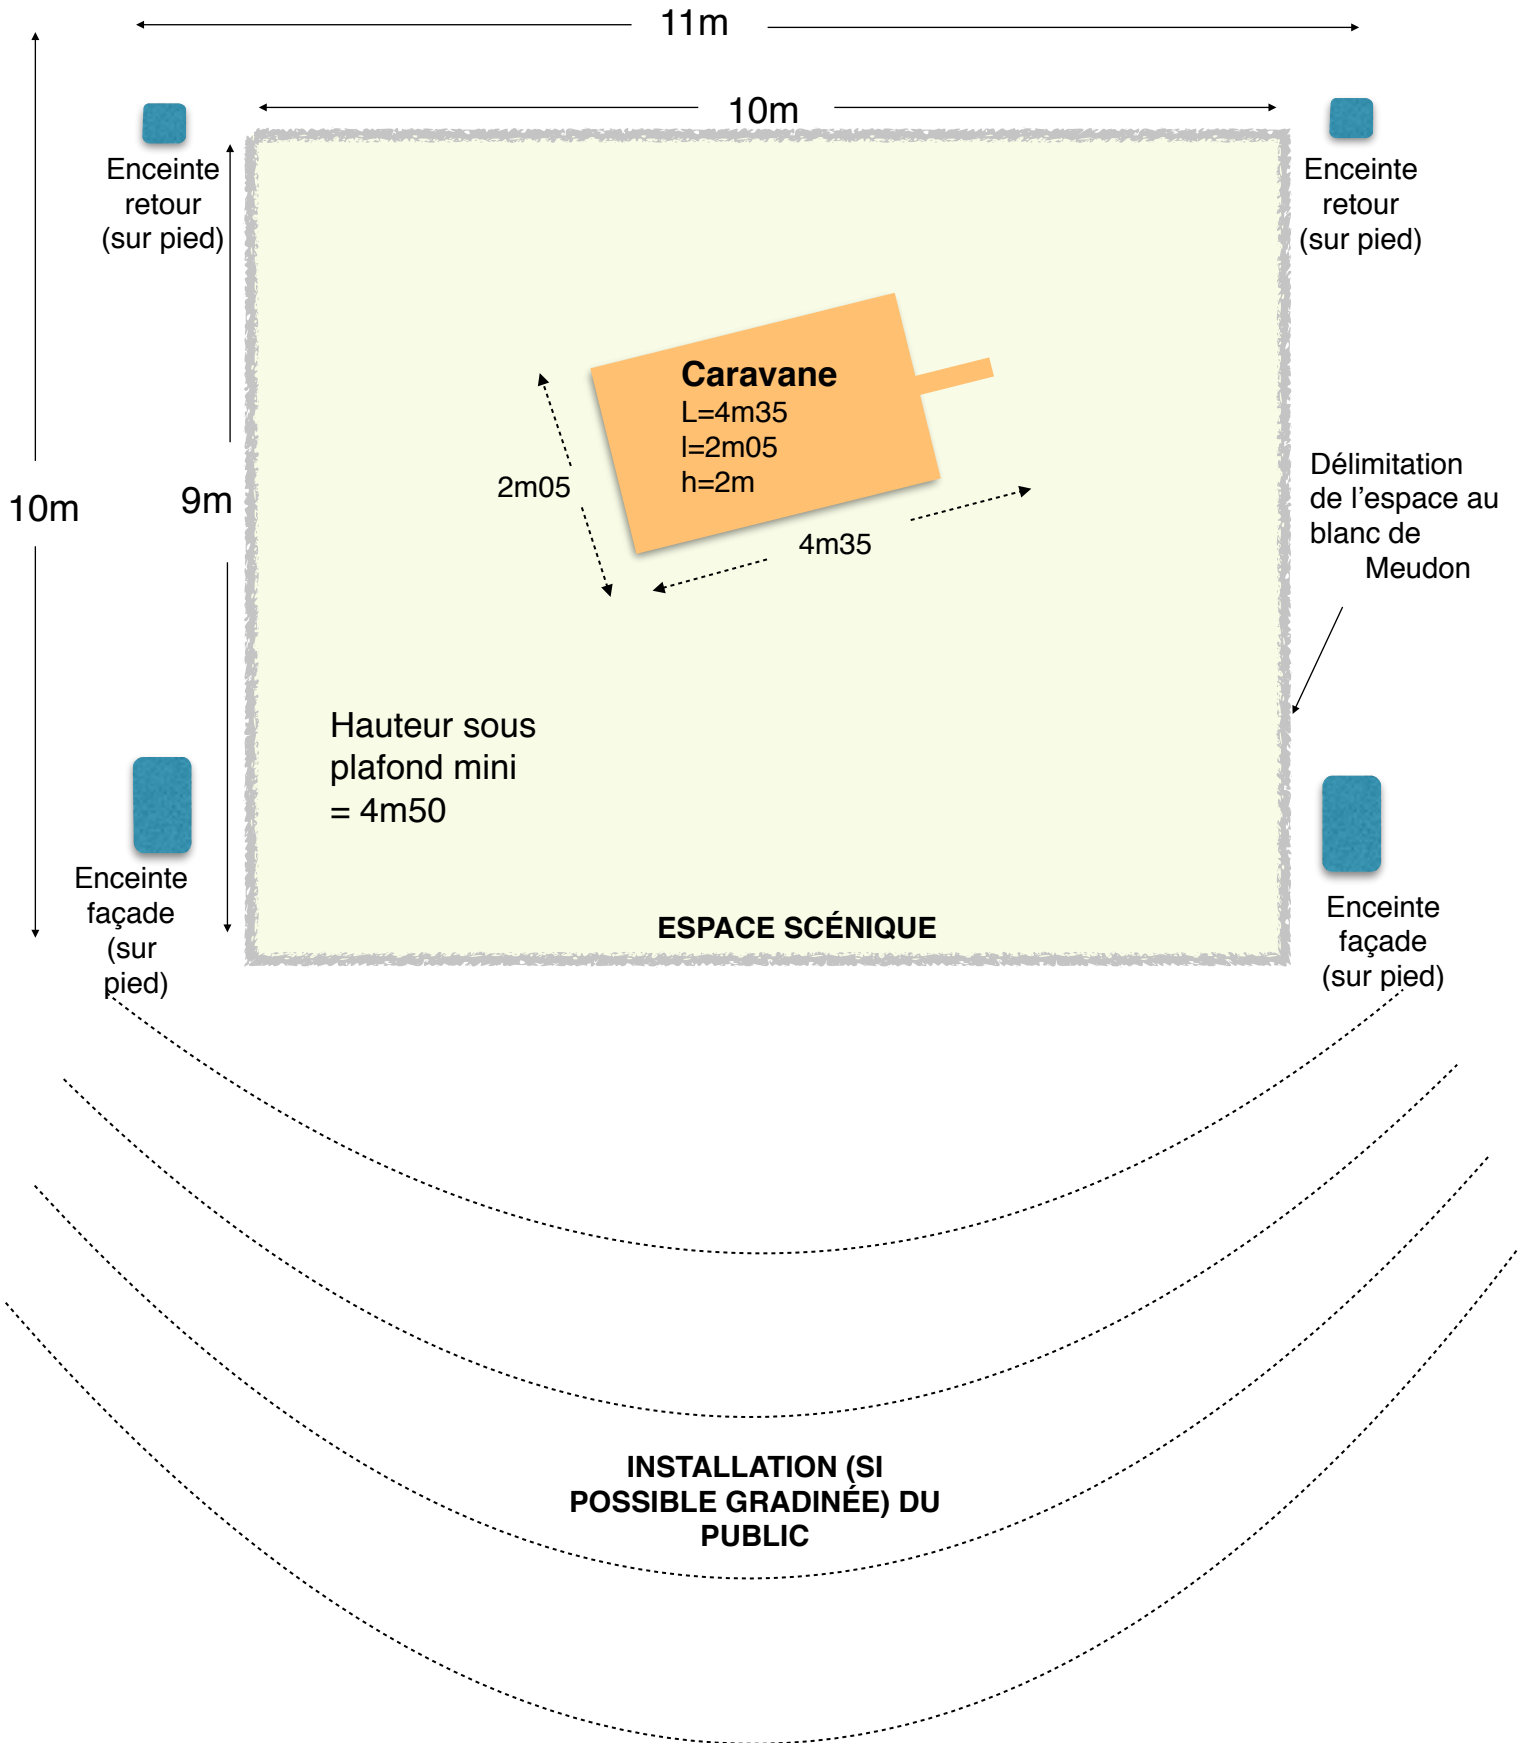 11m
10m
Enceinte
retour
(sur pied)
Enceinte
retour
(sur pied)
Caravane
L=4m35
l=2m05
h=2m
2m05
4m35
10m
9m
Délimitation
de l’espace au
blanc de
Meudon
Hauteur sous
plafond mini
= 4m50
Enceinte
façade
(sur
pied)
ESPACE SCÉNIQUE
Enceinte
façade
(sur pied)
INSTALLATION (SI
POSSIBLE GRADINÉE) DU
PUBLIC